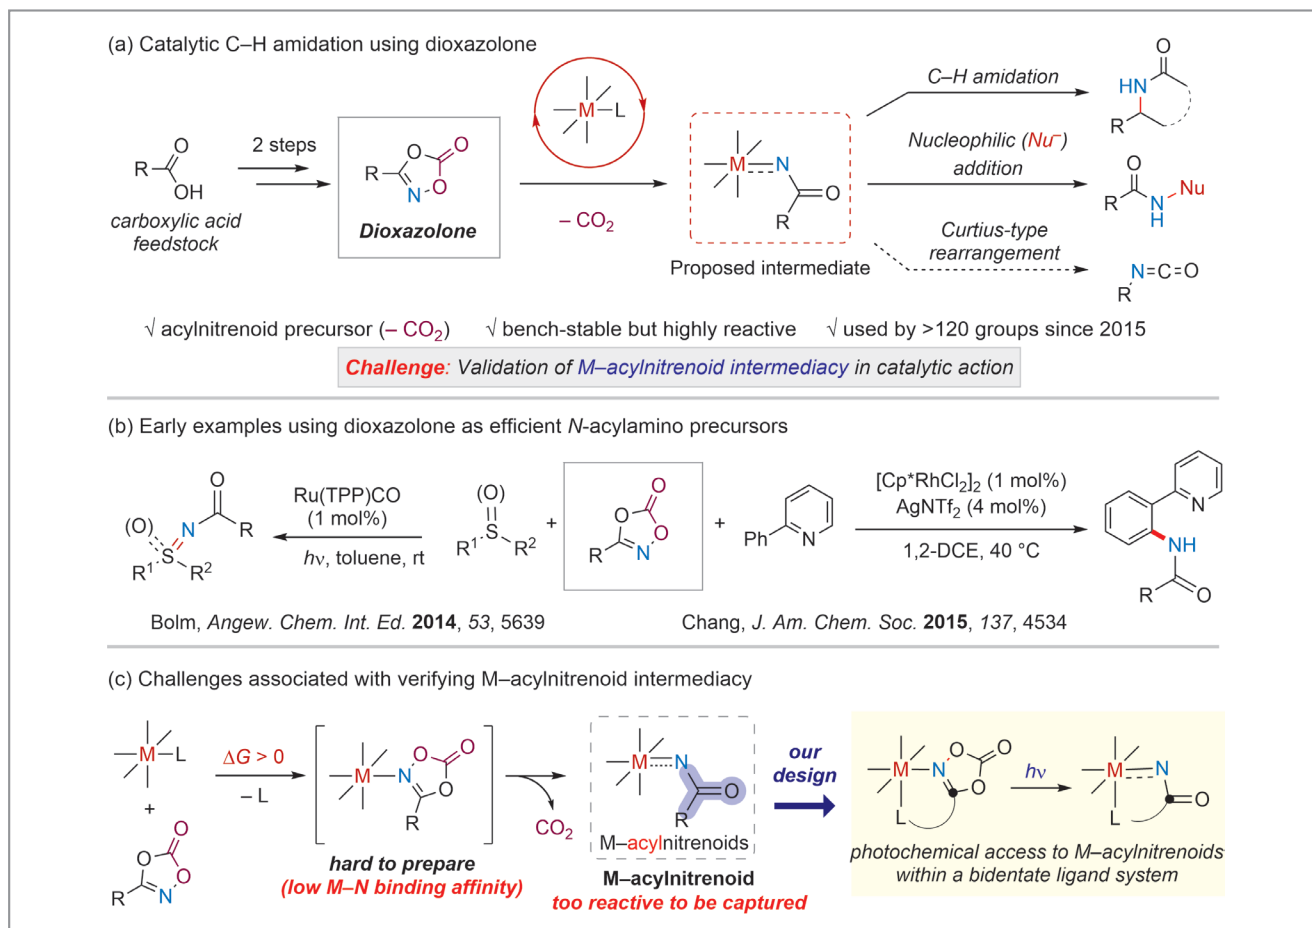 (a) Catalytic C–H amidation using dioxazolone
R
O
OH
carboxylic acid
feedstock
2 steps
R
O
O
O
N
Dioxazolone
M
L
– CO2
M
N
O
R
Proposed intermediate
C–H amidation
O
HN
R
Nucleophilic (Nu–)
addition
O
R
N
H
Nu
Curtius-type
rearrangement
N=C=O
R
√ acylnitrenoid precursor (– CO2) √ bench-stable but highly reactive √ used by >120 groups since 2015
Challenge: Validation of M–acylnitrenoid intermediacy in catalytic action
(b) Early examples using dioxazolone as efficient N-acylamino precursors
O
(O)
N
R
S
R1
R2
Ru(TPP)CO
(1 mol%)
hν, toluene, rt
(O)
S
R1
R2
+
O
O
O
R
N
+
Ph
N
[Cp*RhCl2]2 (1 mol%)
AgNTf2 (4 mol%)
1,2-DCE, 40 °C
N
NH
R
O
Bolm, Angew. Chem. Int. Ed. 2014, 53, 5639
Chang, J. Am. Chem. Soc. 2015, 137, 4534
(c) Challenges associated with verifying M–acylnitrenoid intermediacy
M
L
+
O
O
O
R
N
ΔG > 0
– L
M
N
O
O
O
R
hard to prepare
(low M–N binding affinity)
CO2
M
N
O
R
M–acylnitrenoids
M–acylnitrenoid
too reactive to be captured
our
design
M
N
O
O
O
L
hν
M
N
O
L
photochemical access to M–acylnitrenoids
within a bidentate ligand system